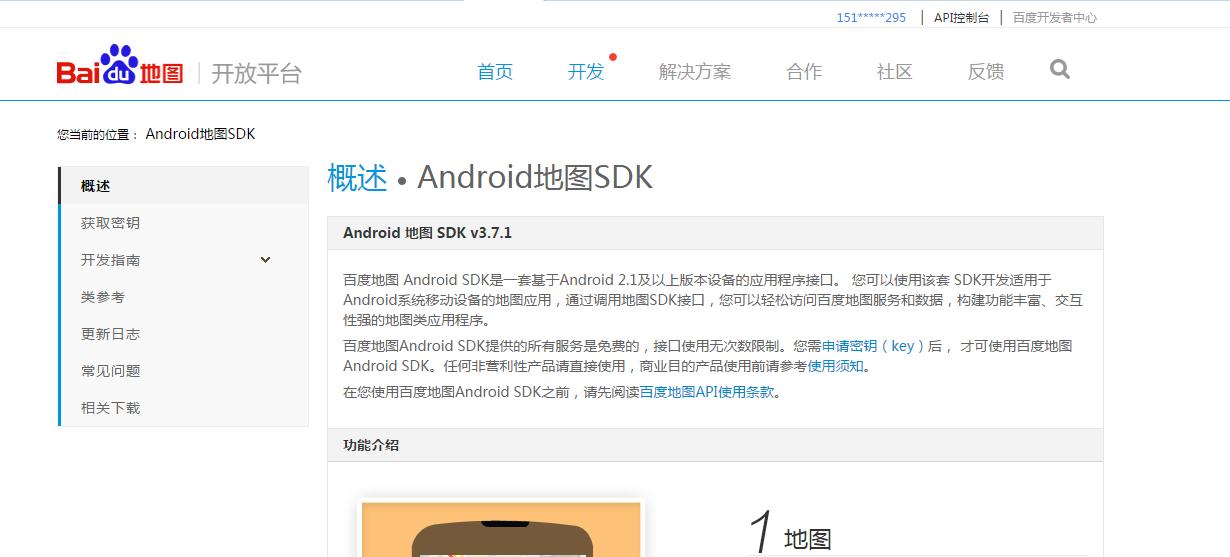 151*****295 | API控制台 | 百度开发者中心
Baidu地图 | 开放平台 首页 开发 解决方案 合作 社区 反馈
您当前的位置： Android地图SDK
概述
获取密钥
开发指南
类参考
更新日志
常见问题
相关下载
概述 • Android地图SDK
Android 地图 SDK v3.7.1
百度地图 Android SDK是一套基于Android 2.1及以上版本设备的应用程序接口。 您可以使用该套 SDK开发适用于
Android系统移动设备的地图应用，通过调用地图SDK接口，您可以轻松访问百度地图服务和数据，构建功能丰富、交互
性强的地图类应用程序。
百度地图Android SDK提供的所有服务是免费的，接口使用无次数限制。您需申请密钥（key）后， 才可使用百度地图
Android SDK。任何非营利性产品请直接使用，商业目的产品使用前请参考使用须知。
在您使用百度地图Android SDK之前，请先阅读百度地图API使用条款。
功能介绍
1 地图